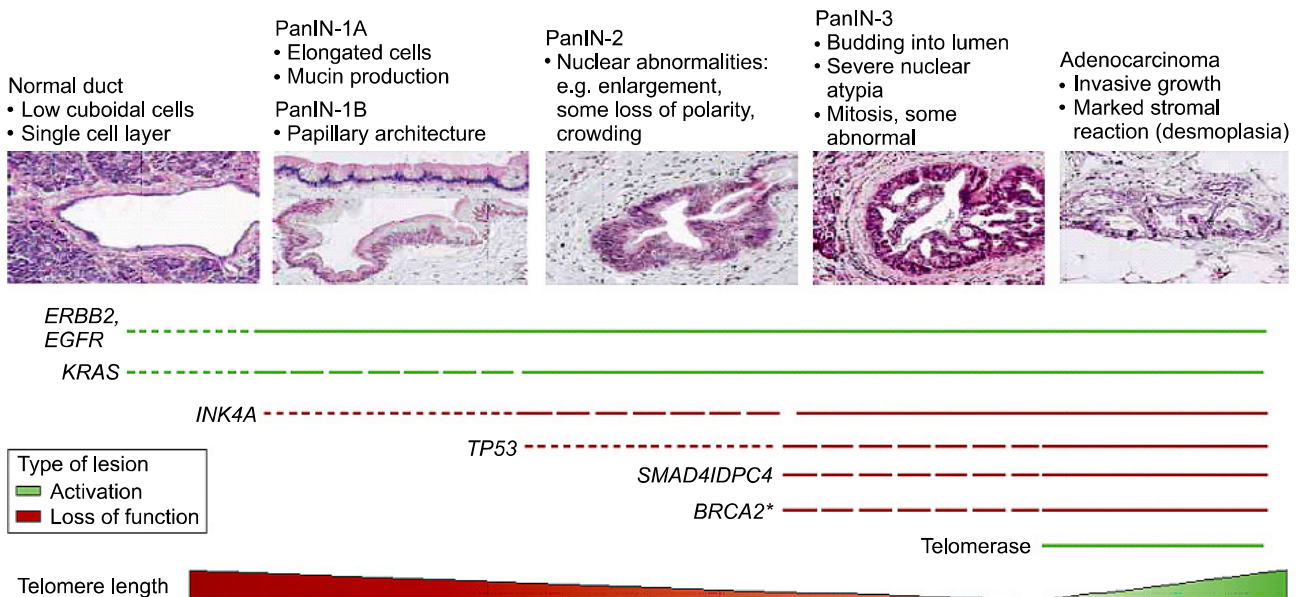 Normal duct
• Low cuboidal cells
• Single cell layer
PanIN-1A
• Elongated cells
• Mucin production
PanIN-1B
• Papillary architecture
PanIN-2
• Nuclear abnormalities:
e.g. enlargement,
some loss of polarity,
crowding
PanIN-3
• Budding into lumen
• Severe nuclear
atypia
• Mitosis, some
abnormal
Adenocarcinoma
• Invasive growth
• Marked stromal
reaction (desmoplasia)
ERBB2,
EGFR
KRAS
INK4A
TP53
SMAD4IDPC4
BRCA2*
Telomerase
Type of lesion
Activation
Loss of function
Telomere length